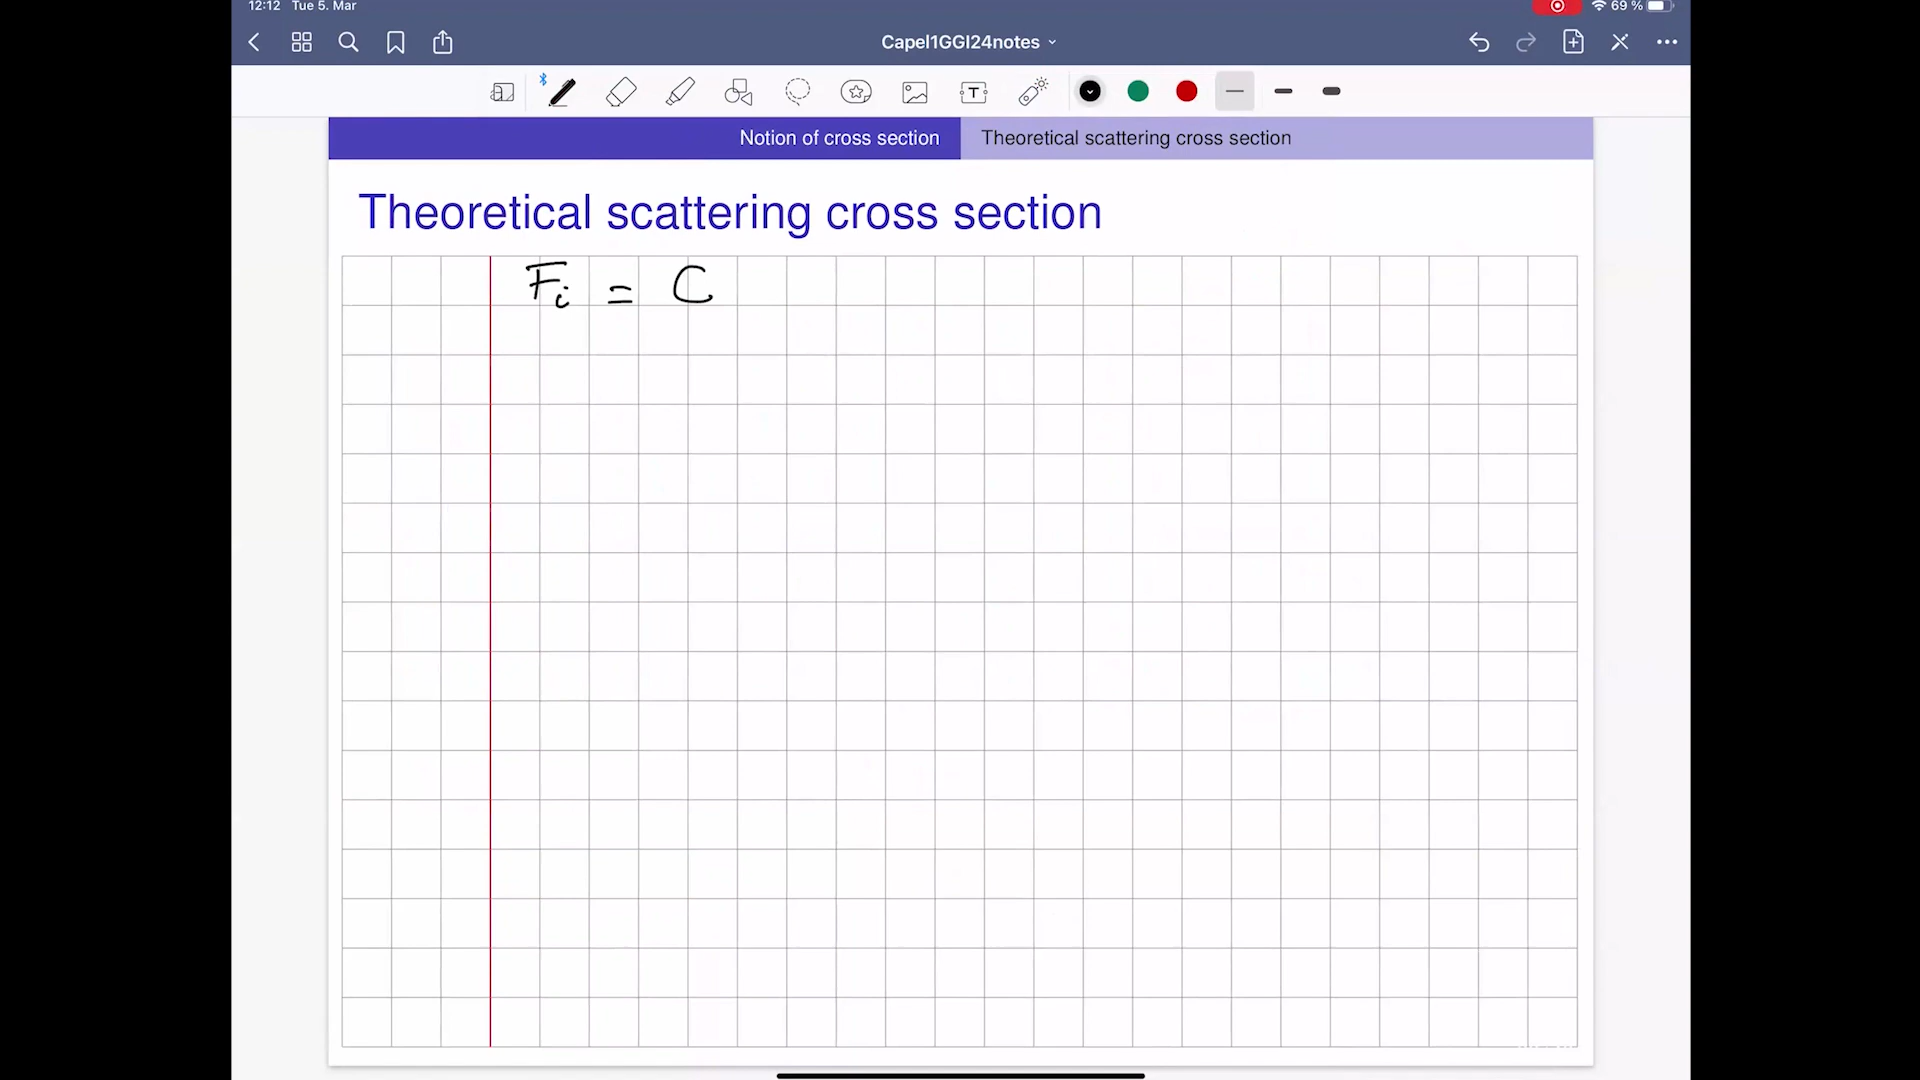 12:12 Tue 5. Mar 69 %
Capel1GGI24notes
Notion of cross section Theoretical scattering cross section
Theoretical scattering cross section
Fi = C